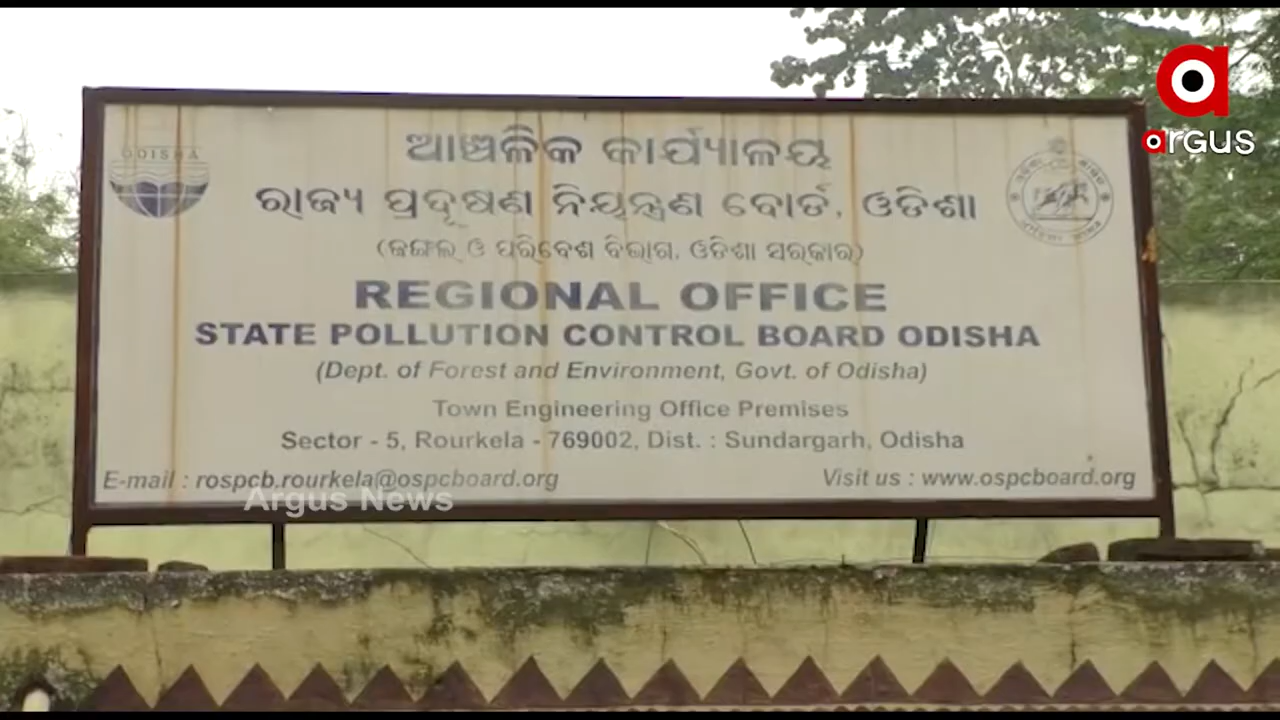 ଆଞ୍ଚଳିକ କାର୍ଯ୍ୟାଳୟ
ରାଜ୍ୟ ପ୍ରଦୂଷଣ ନିୟନ୍ତ୍ରଣ ବୋର୍ଡ, ଓଡିଶା
(ଜଙ୍ଗଲ ଓ ପରିବେଶ ବିଭାଗ, ଓଡିଶା ସରକାର)
ODISHA
REGIONAL OFFICE
STATE POLLUTION CONTROL BOARD ODISHA
(Dept. of Forest and Environment, Govt. of Odisha)
Town Engineering Office Premises
Sector - 5, Rourkela - 769002, Dist. : Sundargarh, Odisha
E-mail : rospcb.rourkela@ospcboard.org
Visit us : www.ospcboard.org
Argus News
argus